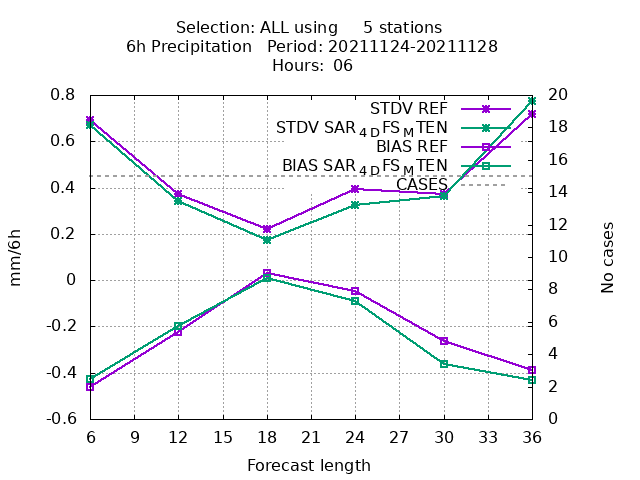 Selection: ALL using 5 stations
6h Precipitation Period: 20211124-20211128
Hours: 06
STDV REF
STDV SAR4DFSMTEN
BIAS REF
BIAS SAR4DFSMTEN
CASES
mm/6h
0.8
0.6
0.4
0.2
0
-0.2
-0.4
-0.6
No cases
20
18
16
14
12
10
8
6
4
2
0
6 9 12 15 18 21 24 27 30 33 36
Forecast length